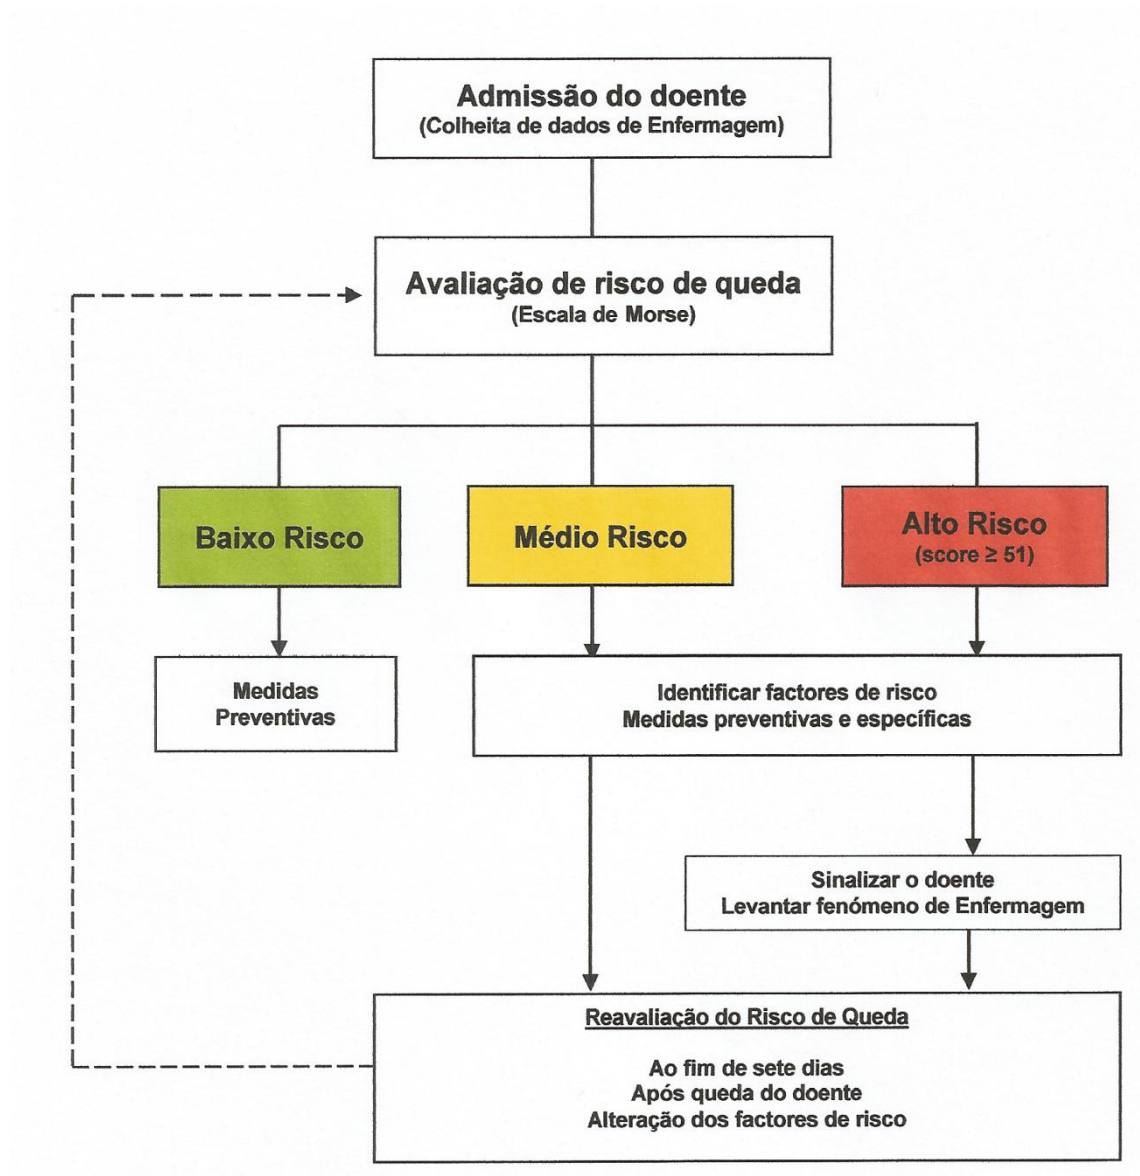 Admissão do doente
(Colheita de dados de Enfermagem)
Avaliação de risco de queda
(Escala de Morse)
Baixo Risco
Médio Risco
Alto Risco
(score ≥ 51)
Medidas
Preventivas
Identificar factores de risco
Medidas preventivas e específicas
Sinalizar o doente
Levantar fenómeno de Enfermagem
Reavaliação do Risco de Queda
Ao fim de sete dias
Após queda do doente
Alteração dos factores de risco